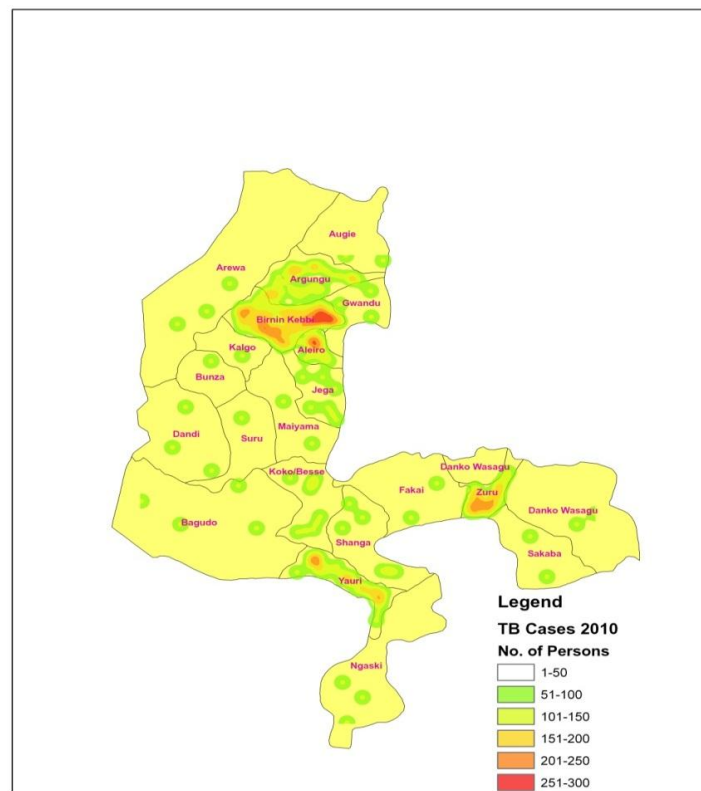 Augie
Arewa
Argungu
Gwandu
Birnin Kebbi
Kalgo
Aleiro
Bunza
Jega
Dandi
Suru
Maiyama
Koko/Besse
Danko Wasagu
Fakai
Zuru
Danko Wasagu
Bagudo
Shanga
Sakaba
Yauri
Ngaski
Legend
TB Cases 2010
No. of Persons
1-50
51-100
101-150
151-200
201-250
251-300